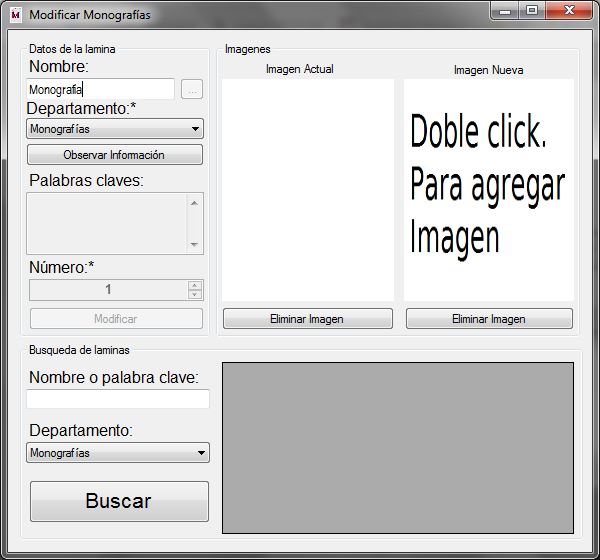 Modificar Monografías
Datos de la lamina
Nombre:
Monografía
...
Departamento:*
Monografías
Observar Información
Palabras claves:
Número:*
1
Modificar
Imagenes
Imagen Actual
Imagen Nueva
Doble click.
Para agregar
Imagen
Eliminar Imagen
Eliminar Imagen
Busqueda de laminas
Nombre o palabra clave:
Departamento:
Monografías
Buscar